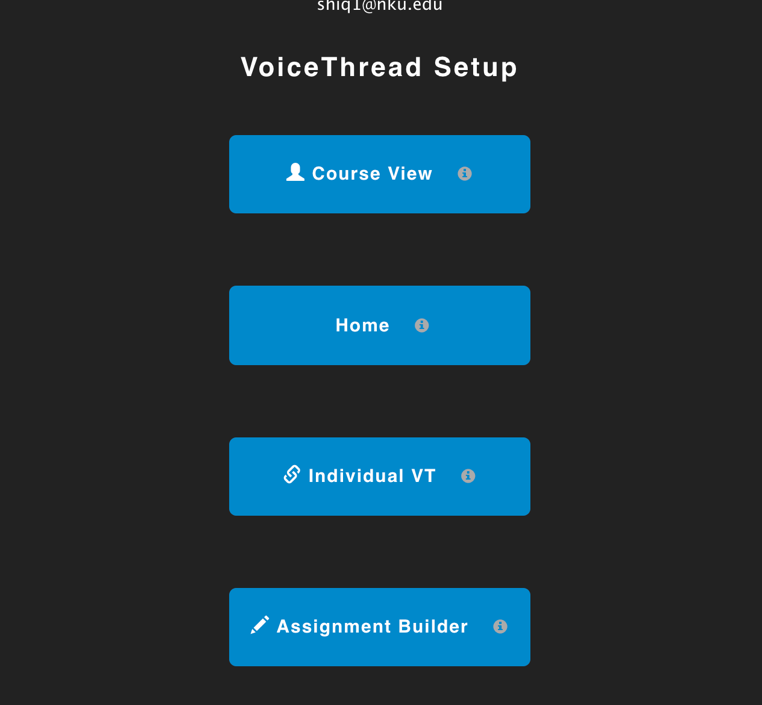 shiq1@nku.edu
VoiceThread Setup
Course View
Home
Individual VT
Assignment Builder